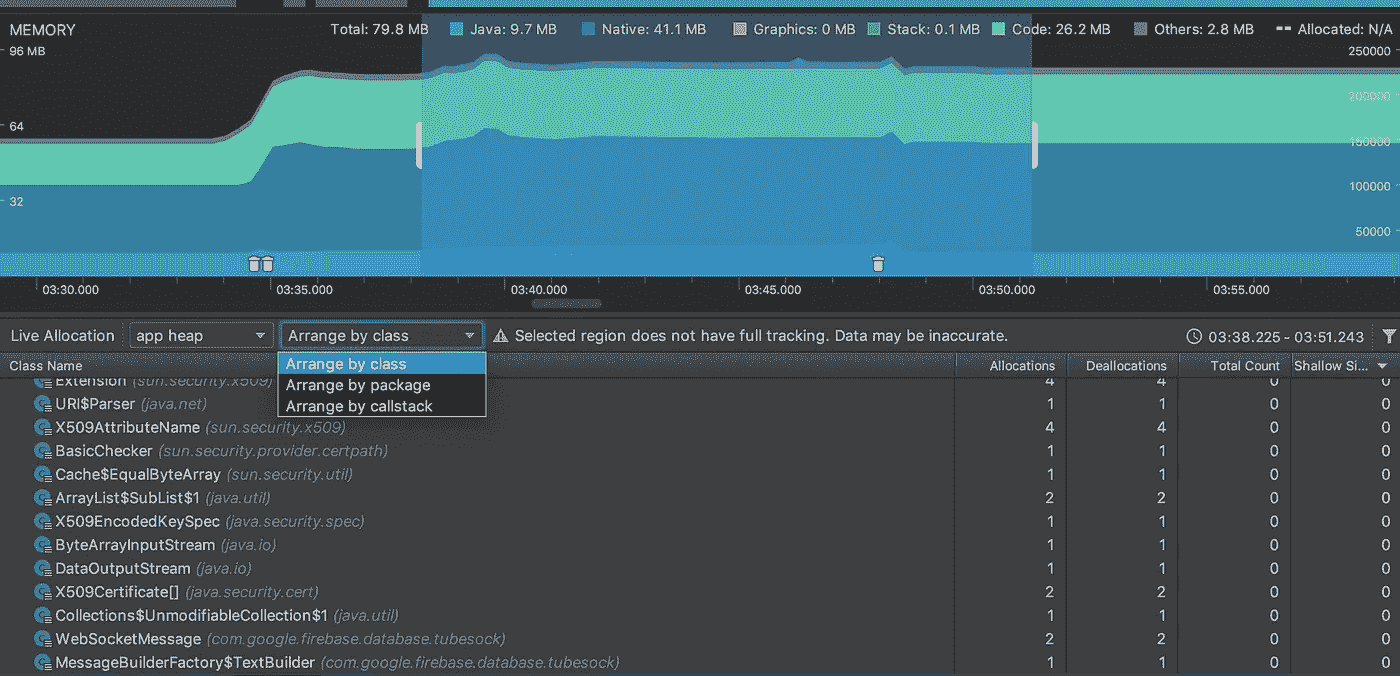 MEMORY Total: 79.8 MB Java: 9.7 MB Native: 41.1 MB Graphics: 0 MB Stack: 0.1 MB Code: 26.2 MB Others: 2.8 MB Allocated: N/A
96 MB 250000
200000
64
150000
32 100000
50000
03:30.000 03:35.000 03:40.000 03:45.000 03:50.000 03:55.000
Live Allocation app heap Arrange by class Selected region does not have full tracking. Data may be inaccurate. 03:38.225 - 03:51.243
Arrange by class
Arrange by package
Arrange by callstack
Class Name Allocations Deallocations Total Count Shallow Si...
Extension (sun.security.x509) 4 4 0 0
URI$Parser (java.net) 1 1 0 0
X509AttributeName (sun.security.x509) 4 4 0 0
BasicChecker (sun.security.provider.certpath) 1 1 0 0
Cache$EqualByteArray (sun.security.util) 1 1 0 0
ArrayList$SubList$1 (java.util) 2 2 0 0
X509EncodedKeySpec (java.security.spec) 1 1 0 0
ByteArrayInputStream (java.io) 1 1 0 0
DataOutputStream (java.io) 1 1 0 0
X509Certificate[] (java.security.cert) 2 2 0 0
Collections$UnmodifiableCollection$1 (java.util) 1 1 0 0
WebSocketMessage (com.google.firebase.database.tubesock) 2 2 0 0
MessageBuilderFactory$TextBuilder (com.google.firebase.database.tubesock) 1 1 0 0